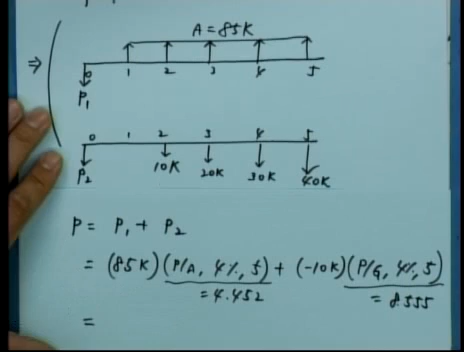 A = 85K
⇒
0 1 2 3 4 5
P₁
0 1 2 3 4 5
P₂ 10K 20K 30K 40K
P = P₁ + P₂
= (85K)(P/A, 4%, 5) + (-10K)(P/G, 4%, 5)
= 4.452 = 8.555
=